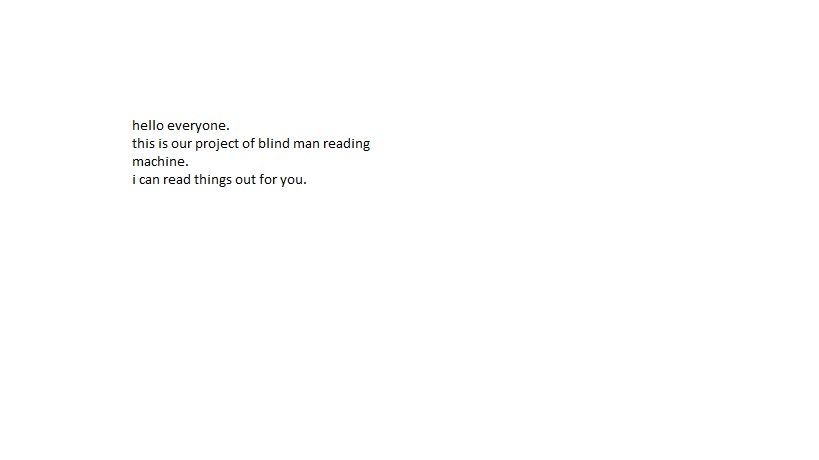 hello everyone.
this is our project of blind man reading
machine.
i can read things out for you.